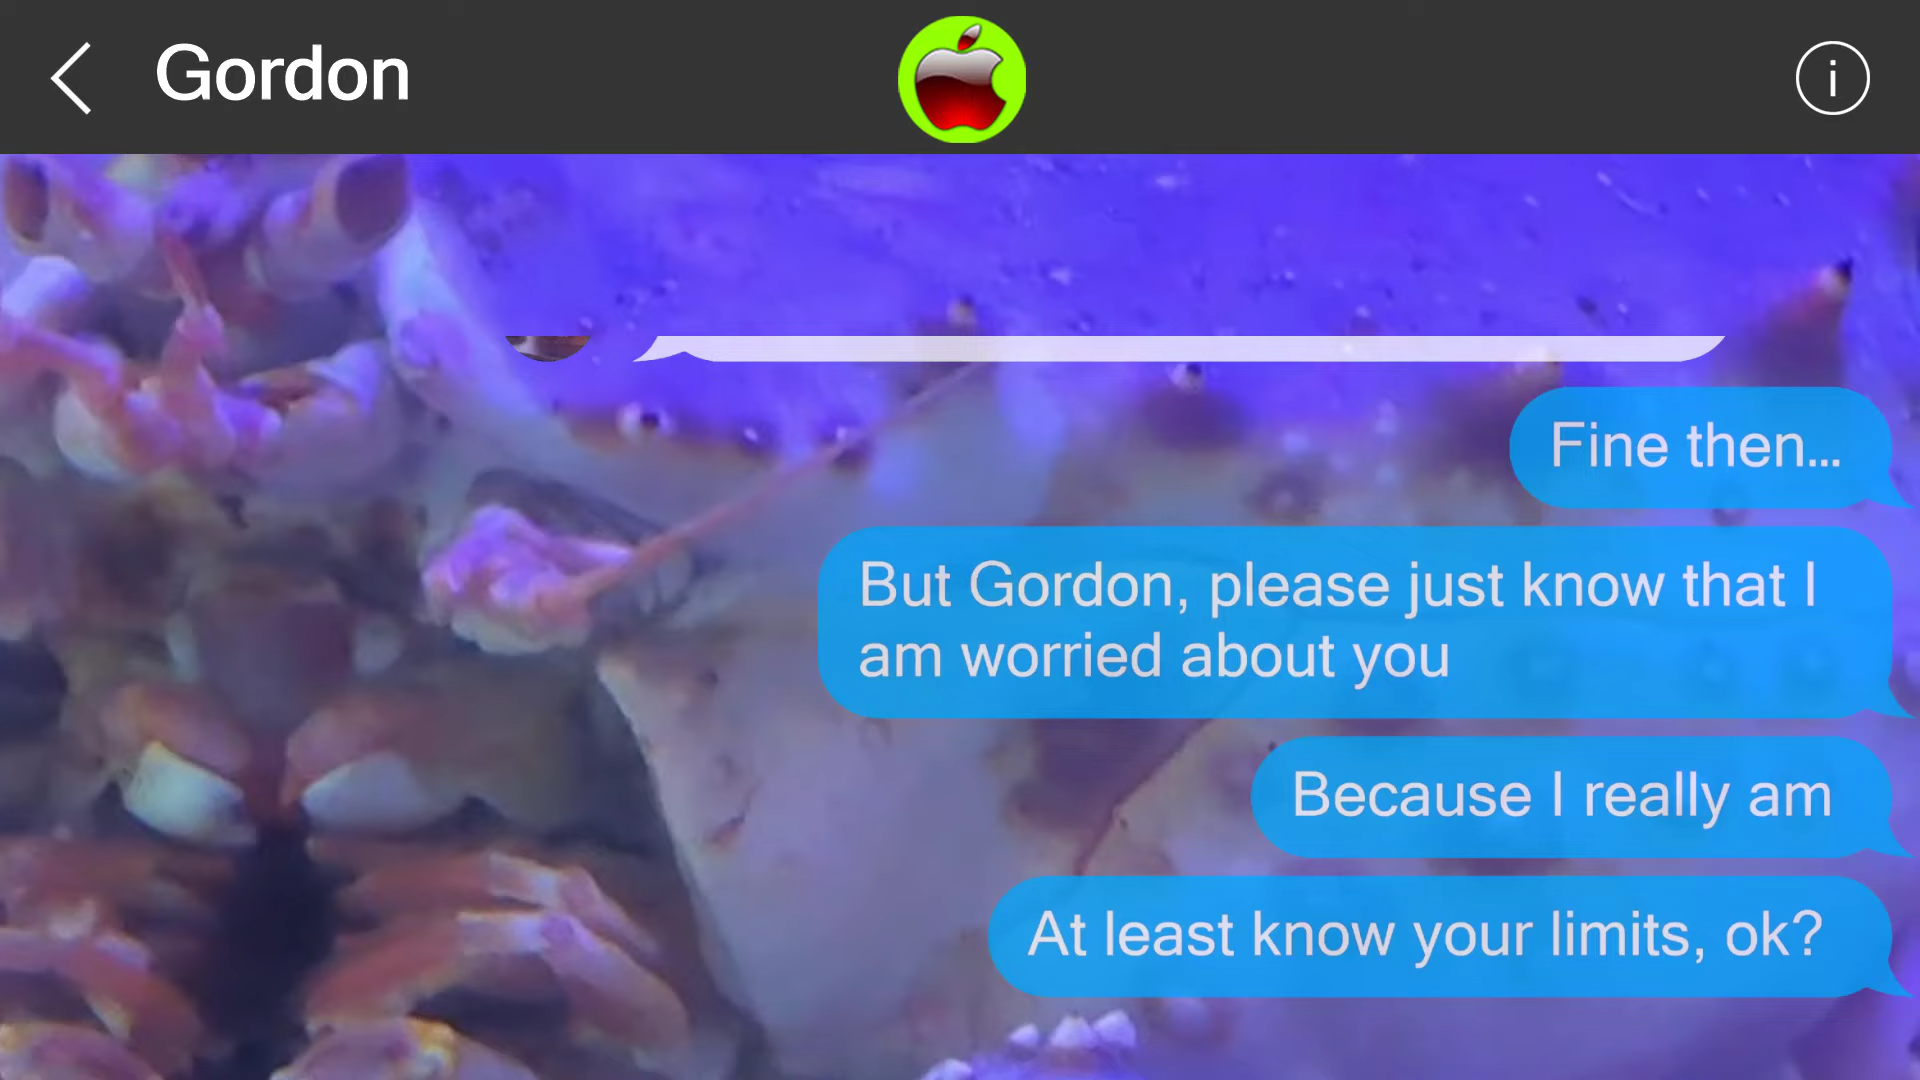 Gordon
Fine then...
But Gordon, please just know that I
am worried about you
Because I really am
At least know your limits, ok?